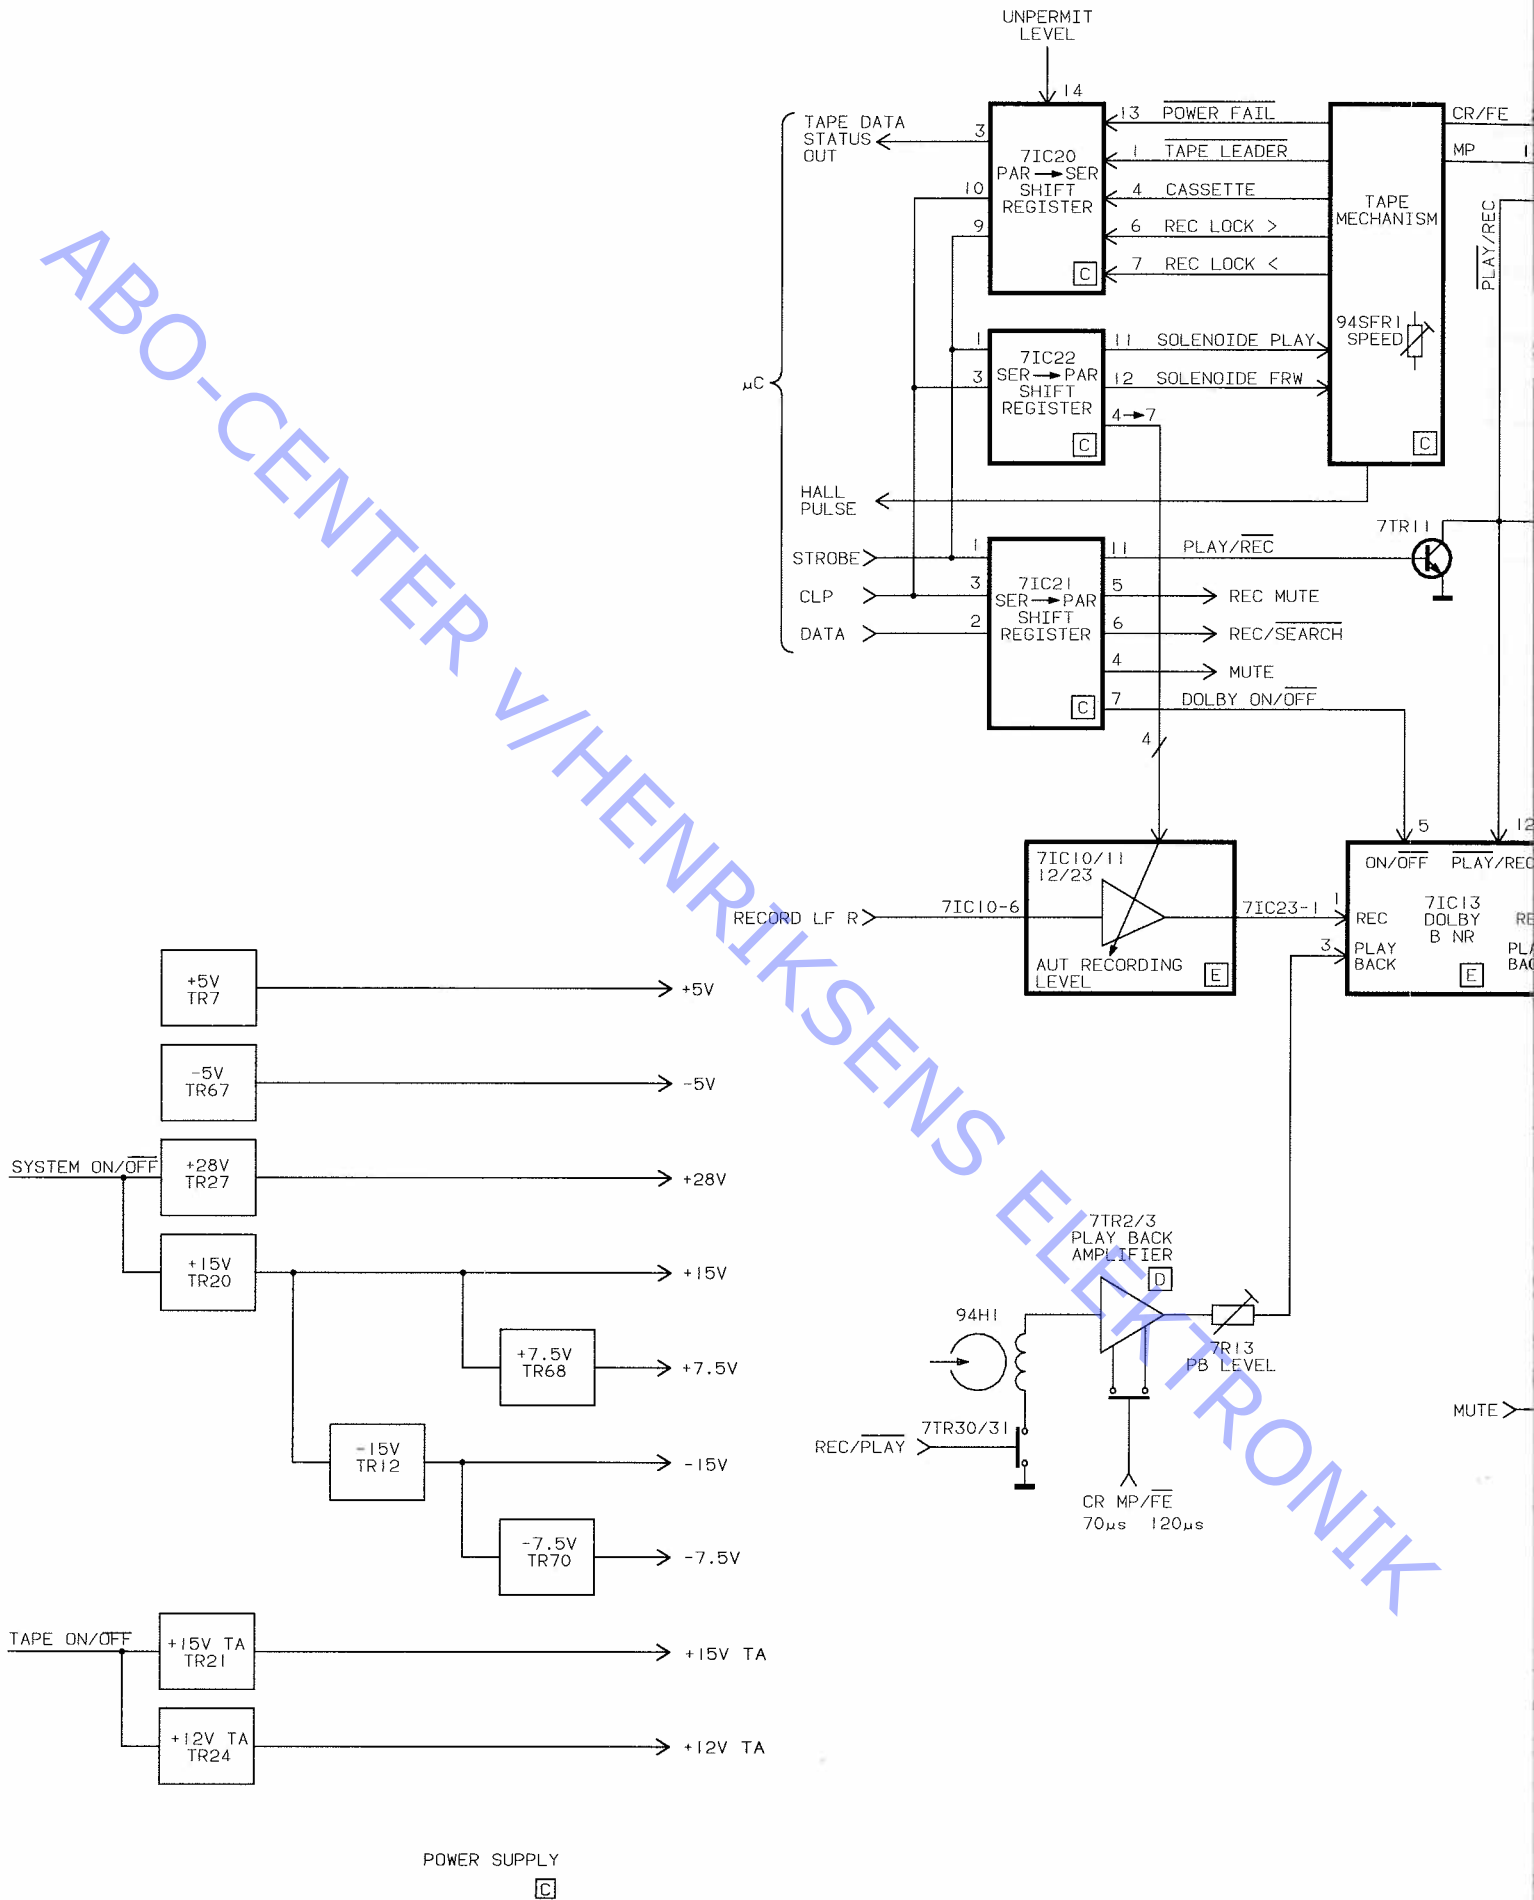 UNPERMIT
LEVEL
14
TAPE DATA
STATUS
OUT
3
10
9
7IC20
PAR → SER
SHIFT
REGISTER
C
13 POWER FAIL
1 TAPE LEADER
4 CASSETTE
6 REC LOCK >
7 REC LOCK <
TAPE
MECHANISM
94SFR1
SPEED
C
CR/FE
MP 1
PLAY/REC
µC
1
3
7IC22
SER → PAR
SHIFT
REGISTER
C
11 SOLENOIDE PLAY
12 SOLENOIDE FRW
4→7
HALL
PULSE
STROBE
CLP
DATA
1
3
2
7IC21
SER → PAR
SHIFT
REGISTER
C
11 PLAY/REC
7TR11
5 REC MUTE
6 REC/SEARCH
4 MUTE
7 DOLBY ON/OFF
4
5
12
7IC10/11
12/23
AUT RECORDING
LEVEL
E
RECORD LF R
7IC10-6
7IC23-1
1
3
ON/OFF PLAY/REC
REC
PLAY
BACK
7IC13
DOLBY
B NR
E
RE
PLA
BAC
+5V
TR7
+5V
-5V
TR67
-5V
SYSTEM ON/OFF
+28V
TR27
+28V
+15V
TR20
+15V
+7.5V
TR68
+7.5V
-15V
TR12
-15V
-7.5V
TR70
-7.5V
TAPE ON/OFF
+15V TA
TR21
+15V TA
+12V TA
TR24
+12V TA
POWER SUPPLY
C
7TR2/3
PLAY BACK
AMPLIFIER
D
94H1
7R13
PB LEVEL
7TR30/31
REC/PLAY
CR MP/FE
70µs 120µs
MUTE
ABO-CENTER v/HENRIKSENS ELEKTRONIK